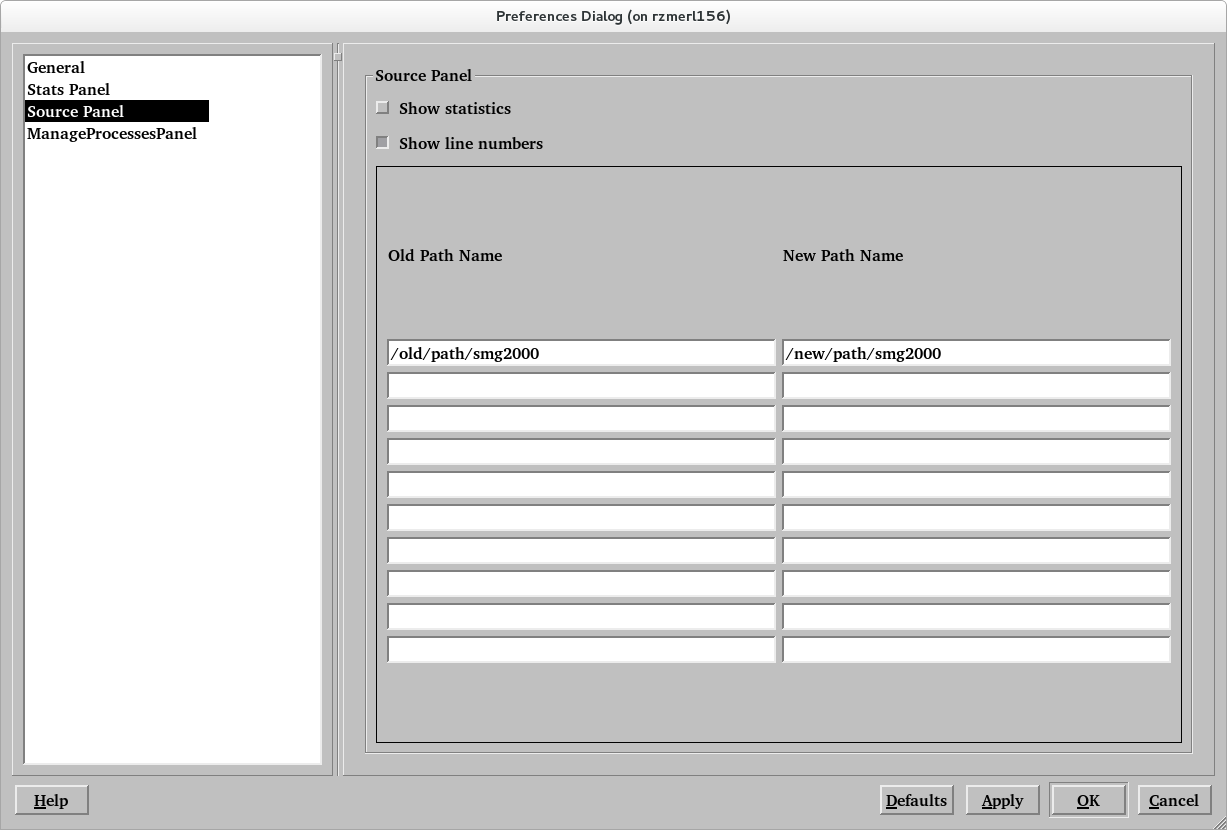 Preferences Dialog (on rzmerl156)
General
Stats Panel
Source Panel
ManageProcessesPanel
Source Panel
Show statistics
Show line numbers
Old Path Name New Path Name
/old/path/smg2000 /new/path/smg2000
Help Defaults Apply OK Cancel